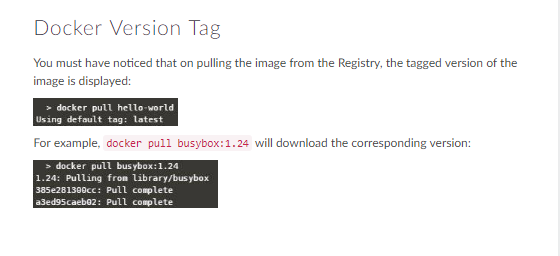 Docker Version Tag
You must have noticed that on pulling the image from the Registry, the tagged version of the
image is displayed:
> docker pull hello-world
Using default tag: latest
For example, docker pull busybox:1.24 will download the corresponding version:
> docker pull busybox:1.24
1.24: Pulling from library/busybox
385e281300cc: Pull complete
a3ed95caeb02: Pull complete